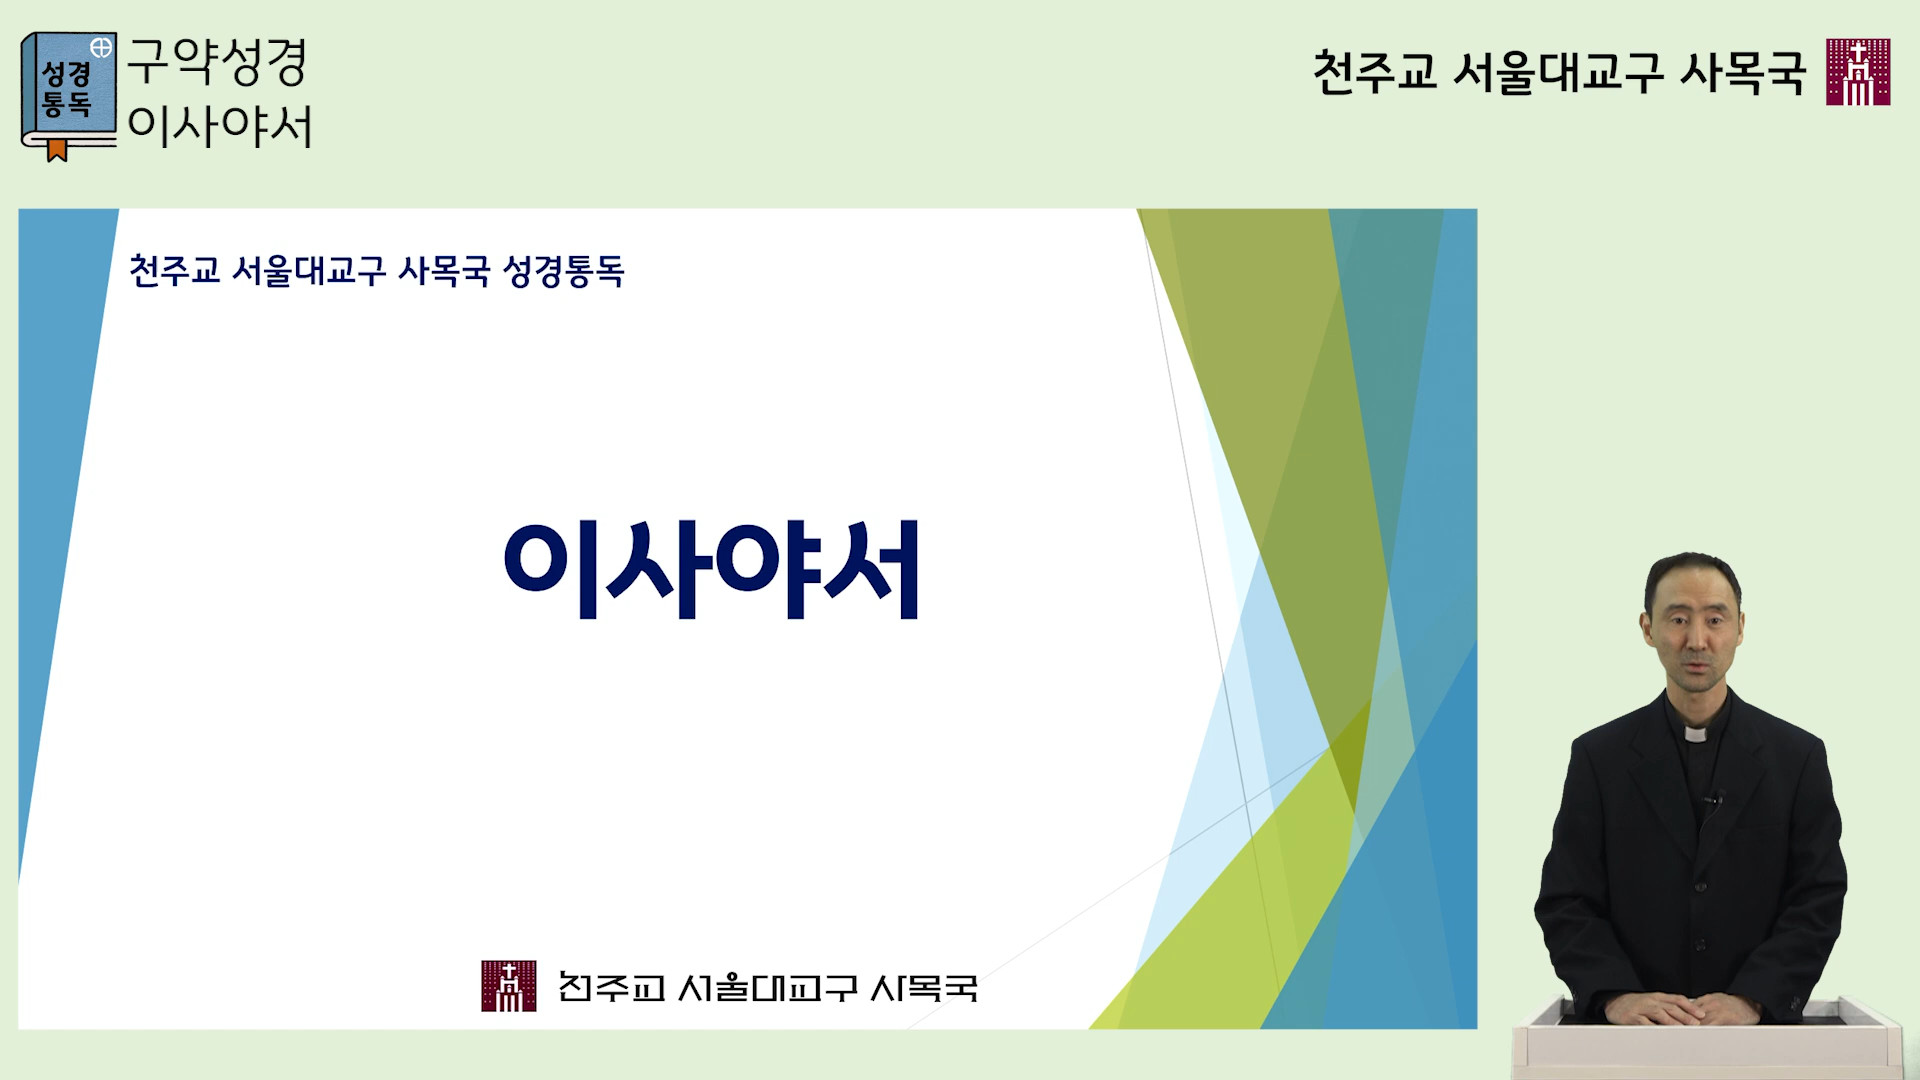 성경
통독
구약성경
이사야서
천주교 서울대교구 사목국
천주교 서울대교구 사목국 성경통독
이사야서
천주교 서울대교구 사목국